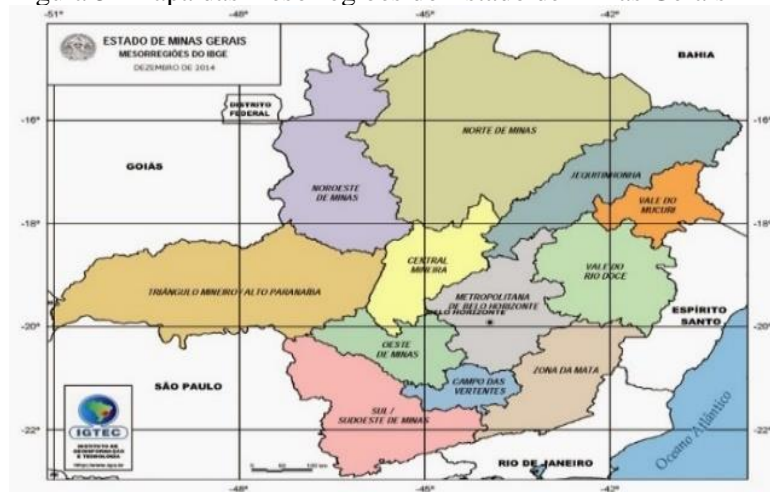 -51°
-48°
-45°
-42°
ESTADO DE MINAS GERAIS
MESORREGIÕES DO IBGE
DEZEMBRO DE 2014
BAHIA
DISTRITO
FEDERAL
-16°
-16°
NORTE DE MINAS
GOIÁS
JEQUITINHONHA
NOROESTE
DE MINAS
VALE DO
MUCURI
-18°
-18°
CENTRAL
MINEIRA
VALE DO
RIO DOCE
TRIÂNGULO MINEIRO/ALTO PARANAÍBA
METROPOLITANA
DE BELO HORIZONTE
BELO HORIZONTE
ESPÍRITO
SANTO
-20°
-20°
OESTE
DE MINAS
ZONA DA MATA
SÃO PAULO
CAMPO DAS
VERTENTES
SUL /
SUDOESTE DE MINAS
IGTEC
INSTITUTO DE
GEOINFORMAÇÃO
E TECNOLOGIA
-22°
-22°
Oceano Atlântico
RIO DE JANEIRO
-48°
-45°
-42°